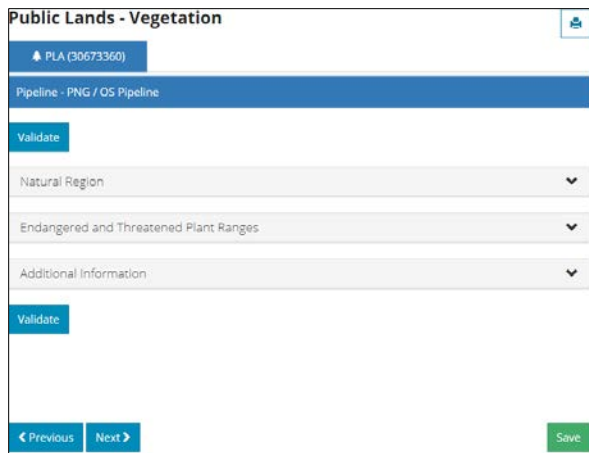 Public Lands - Vegetation
PLA (30673360)
Pipeline - PNG / OS Pipeline
Validate
Natural Region
Endangered and Threatened Plant Ranges
Additional Information
Validate
Previous Next Save